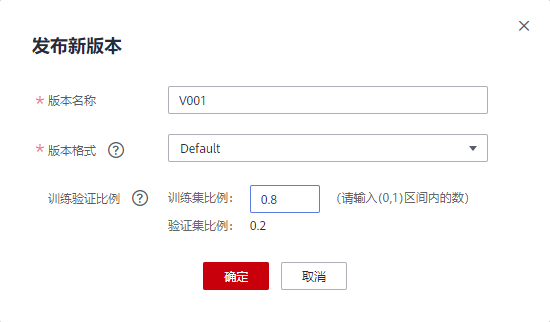 发布新版本
* 版本名称 V001
* 版本格式 ? Default
训练验证比例 ? 训练集比例： 0.8 (请输入(0,1)区间内的数)
验证集比例： 0.2
确定 取消